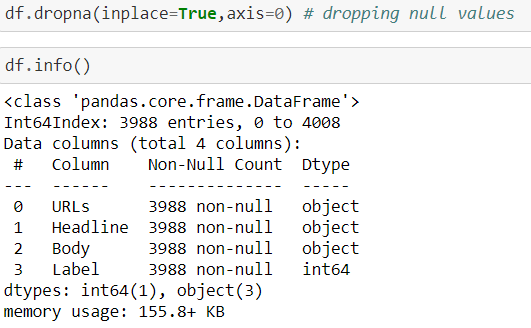 df.dropna(inplace=True,axis=0) # dropping null values
df.info()
<class 'pandas.core.frame.DataFrame'>
Int64Index: 3988 entries, 0 to 4008
Data columns (total 4 columns):
 #   Column    Non-Null Count  Dtype
---  ------    --------------  -----
 0   URLs      3988 non-null   object
 1   Headline  3988 non-null   object
 2   Body      3988 non-null   object
 3   Label     3988 non-null   int64
dtypes: int64(1), object(3)
memory usage: 155.8+ KB